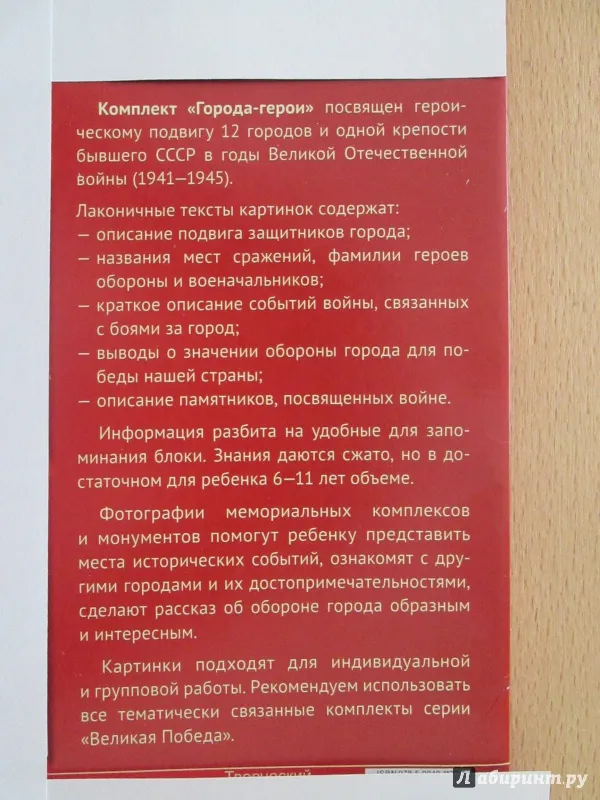 Комплект «Города-герои» посвящен герои-
ческому подвигу 12 городов и одной крепости
бывшего СССР в годы Великой Отечественной
войны (1941—1945).
Лаконичные тексты картинок содержат:
— описание подвига защитников города;
— названия мест сражений, фамилии героев
обороны и военачальников;
— краткое описание событий войны, связанных
с боями за город;
— выводы о значении обороны города для по-
беды нашей страны;
— описание памятников, посвященных войне.
Информация разбита на удобные для запо-
минания блоки. Знания даются сжато, но в до-
статочном для ребенка 6—11 лет объеме.
Фотографии мемориальных комплексов
и монументов помогут ребенку представить
места исторических событий, ознакомят с дру-
гими городами и их достопримечательностями,
сделают рассказ об обороне города образным
и интересным.
Картинки подходят для индивидуальной
и групповой работы. Рекомендуем использовать
все тематически связанные комплекты серии
«Великая Победа».
Творческий
Лабиринт.ру